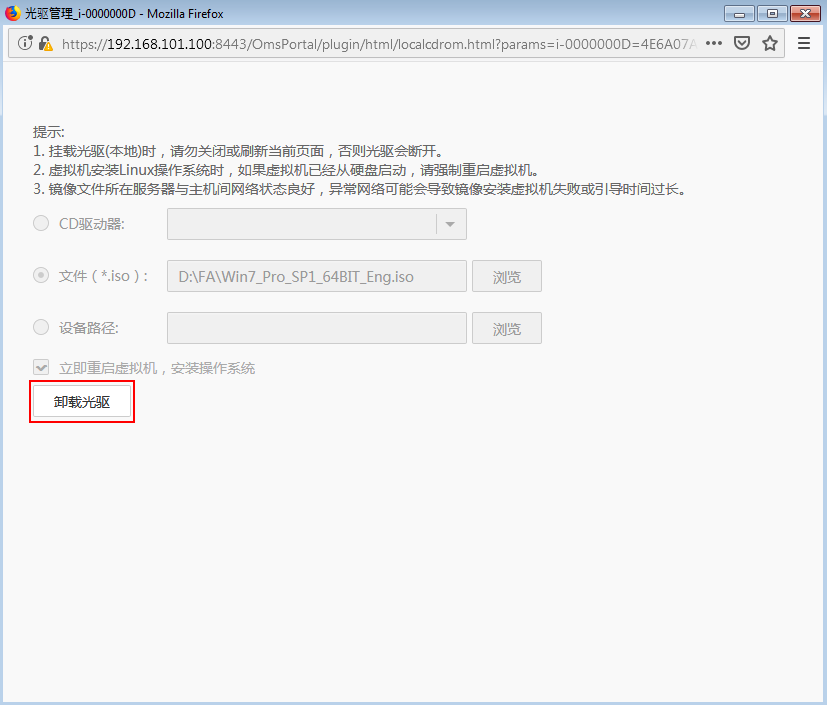 光驱管理_i-0000000D - Mozilla Firefox
https://192.168.101.100:8443/OmsPortal/plugin/html/localcdrom.html?params=i-0000000D=4E6A07A
提示:
1. 挂载光驱(本地)时，请勿关闭或刷新当前页面，否则光驱会断开。
2. 虚拟机安装Linux操作系统时，如果虚拟机已经从硬盘启动，请强制重启虚拟机。
3. 镜像文件所在服务器与主机间网络状态良好，异常网络可能会导致镜像安装虚拟机失败或引导时间过长。
CD驱动器:
文件 ( *.iso ) : D:\FA\Win7_Pro_SP1_64BIT_Eng.iso 浏览
设备路径: 浏览
立即重启虚拟机，安装操作系统
卸载光驱